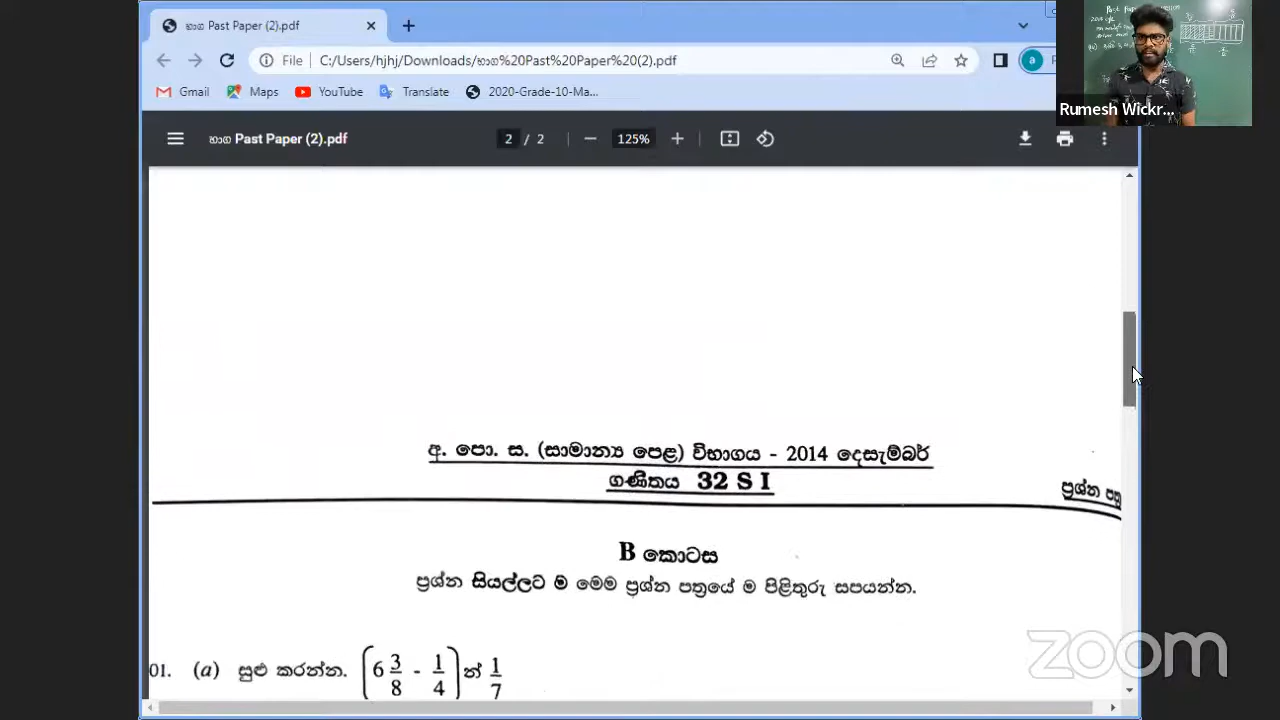 භාග Past Paper (2).pdf
File
C:/Users/hjhj/Downloads/භාග%20Past%20Paper%20(2).pdf
a
Gmail
Maps
YouTube
Translate
2020-Grade-10-Ma...
Rumesh Wickr...
භාග Past Paper (2).pdf
2 / 2
125%
අ. පො. ස. (සාමාන්‍ය පෙළ) විභාගය - 2014 දෙසැම්බර්
ගණිතය 32 S I
ප්‍රශ්න
B කොටස
ප්‍රශ්න සියල්ලට ම මෙම ප්‍රශ්න පත්‍රයේ ම පිළිතුරු සපයන්න.
01. (a) සුළු කරන්න. (6 3/8 - 1/4) න් 1/7
zoom